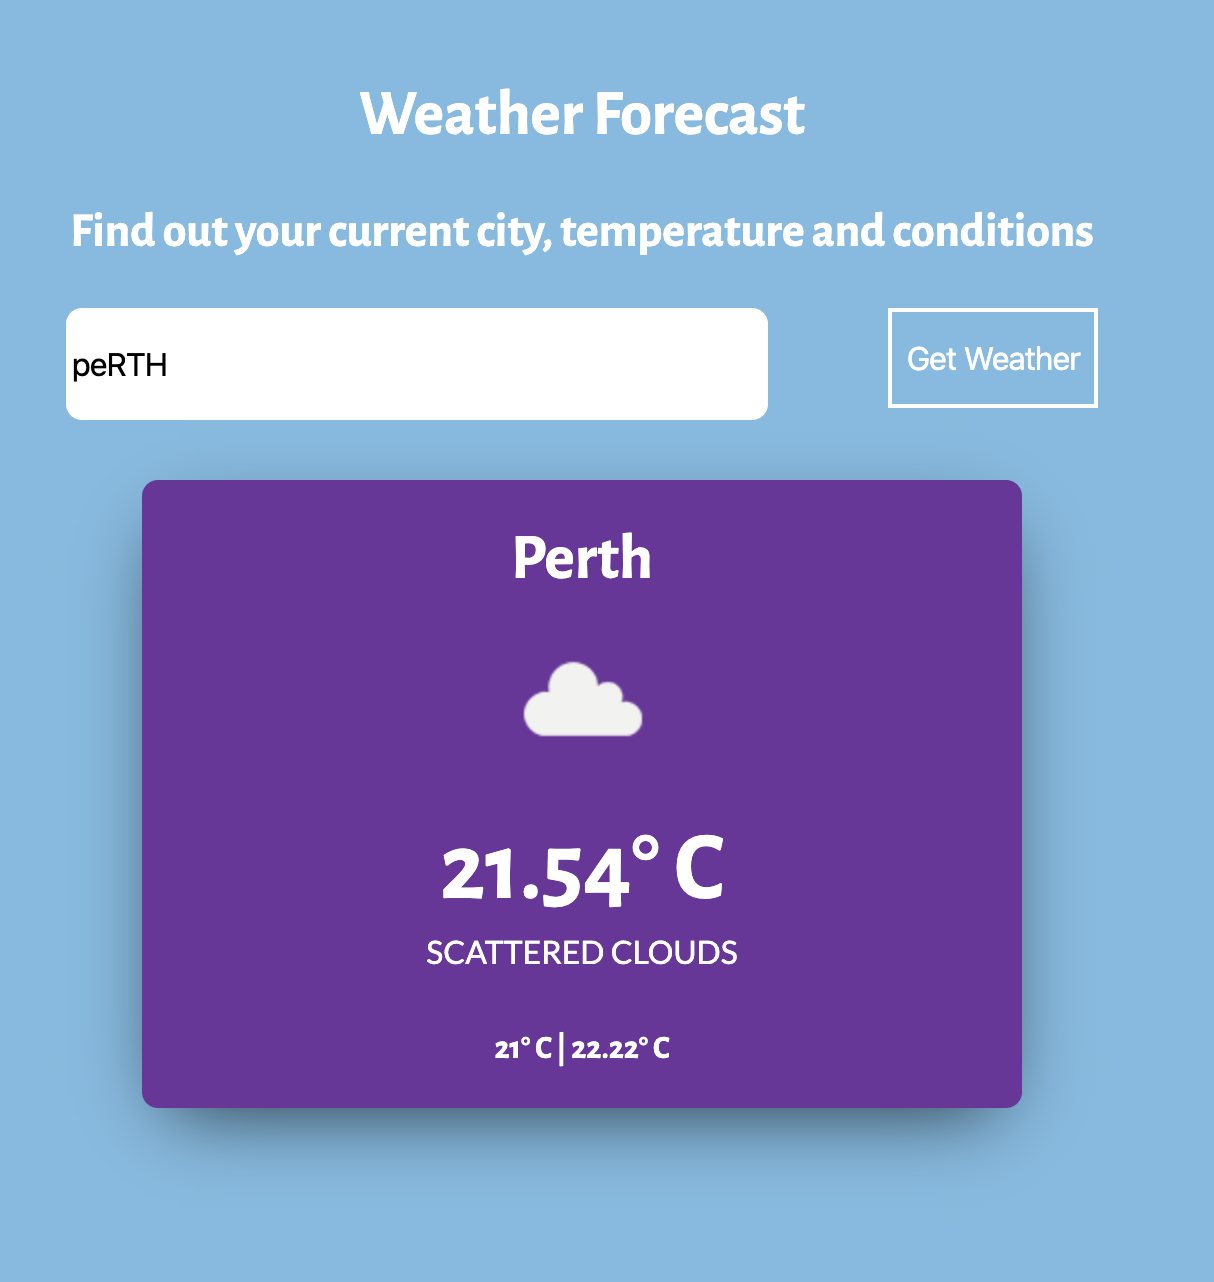 Weather Forecast
Find out your current city, temperature and conditions
peRTH
Get Weather
Perth
21.54° C
SCATTERED CLOUDS
21° C | 22.22° C